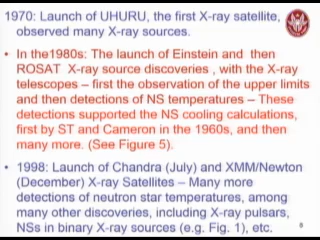 1970: Launch of UHURU, the first X-ray satellite,
observed many X-ray sources.
• In the1980s: The launch of Einstein and then
ROSAT X-ray source discoveries , with the X-ray
telescopes – first the observation of the upper limits
and then detections of NS temperatures – These
detections supported the NS cooling calculations,
first by ST and Cameron in the 1960s, and then
many more. (See Figure 5).
• 1998: Launch of Chandra (July) and XMM/Newton
(December) X-ray Satellites – Many more
detections of neutron star temperatures, among
many other discoveries, including X-ray pulsars,
NSs in binary X-ray sources (e.g. Fig. 1), etc.